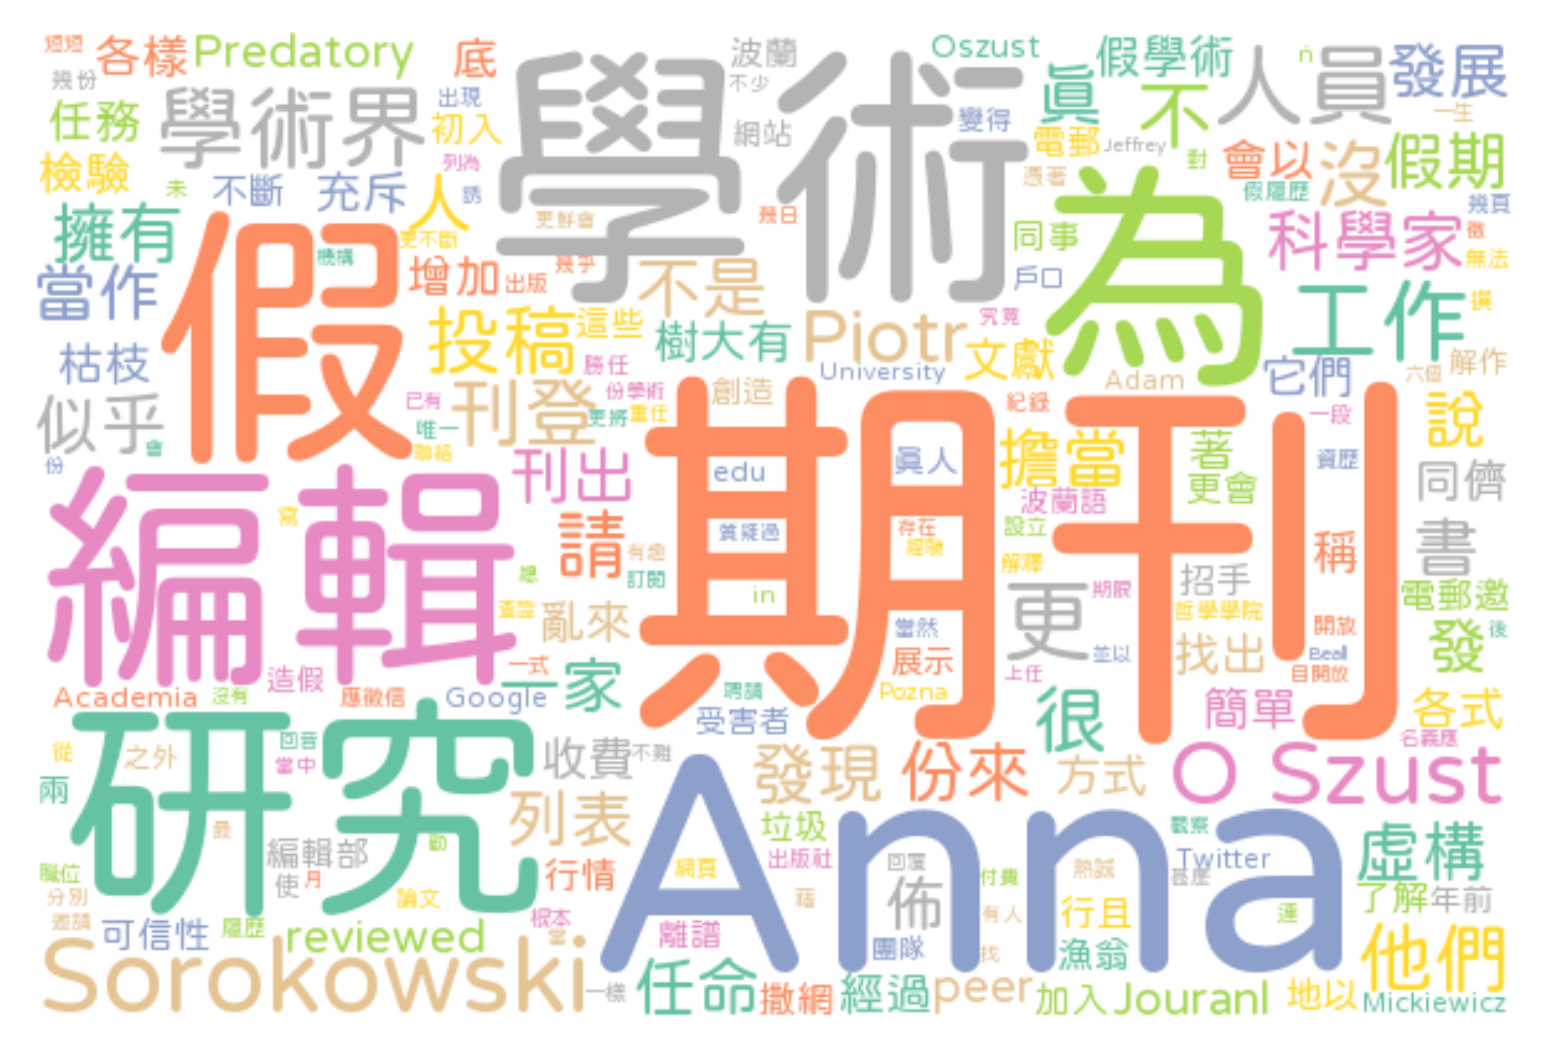 短短 各樣 Predatory 底 波蘭 Oszust 假學術 人員 ń 發展
幾份 不少 眞 不
任務 學術界 出現 初入 學術 網站 變得 電郵 Jeffrey 對 會以 沒 假期 一生
檢驗 列為 憑著 假履歷
未 不斷 充斥 人 誘 為 幾頁
擁有 更鮮會 幾日 同事 科學家 徵
假 更不斷 機構 無法
當作 增加 出版 幾乎 不是 戶口 工作 撰
投稿 這些 樹大有 Piotr 究竟 文獻
枯枝 勝任 University Adam 它們 六個 解作
似乎 已有 刊登 份學術 創造 紀錄 一段 說
會 唯一 更將 重任 期刊
份 聯絡 刊出 edu 眞人 擔當 著 資歷 同儕
編輯 波蘭語 更會
寫 請 質疑過 存在 設立 稱 書
有趣 經驗 解釋
總 訂閱 in 更 期限 招手 電郵邀
查證 亂來 當然 哲學學院 開放 發 後
造假 一式 一家 展示 上任 並以 找出 Beall 目開放
Academia 沒有 應徵信 Google 聘請 Pozna 很 簡單 各式
研究 受害者 名義應
從 之外 回音 收費 不難 發現 份來 方式 O Szust
兩 當中 列表 Anna
最 勸 垃圾 觀察 虛構
編輯部 出版社 回覆 Twitter
職位 使 月 行情 網頁 付費 熱誠 甚麼
分別 論文 藉 佈 有人 行且 連 了解 年前
邀請 可信性 履歷 reviewed 根本 離譜 團隊 找 漁翁 他們
Sorokowski 當 一樣 任命 撒網 經過 peer 加入 Jouranl 地以 Mickiewicz